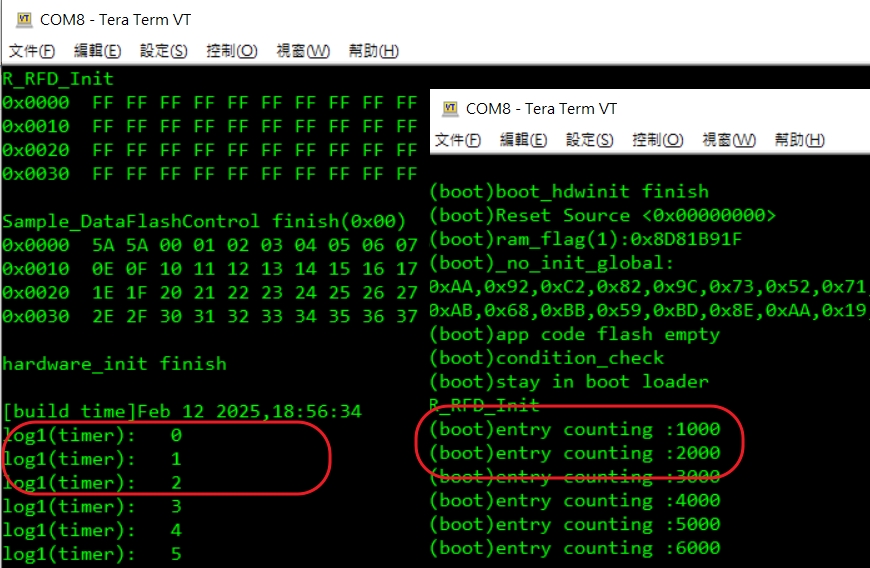 COM8 - Tera Term VT
文件(F) 編輯(E) 設定(S) 控制(O) 視窗(W) 幫助(H)
R_RFD_Init
0x0000 FF FF FF FF FF FF FF FF FF FF
0x0010 FF FF FF FF FF FF FF FF FF FF
0x0020 FF FF FF FF FF FF FF FF FF FF
0x0030 FF FF FF FF FF FF FF FF FF FF
Sample_DataFlashControl finish(0x00)
0x0000 5A 5A 00 01 02 03 04 05 06 07
0x0010 0E 0F 10 11 12 13 14 15 16 17
0x0020 1E 1F 20 21 22 23 24 25 26 27
0x0030 2E 2F 30 31 32 33 34 35 36 37
hardware_init finish
[build time]Feb 12 2025,18:56:34
log1(timer): 0
log1(timer): 1
log1(timer): 2
log1(timer): 3
log1(timer): 4
log1(timer): 5
COM8 - Tera Term VT
文件(F) 編輯(E) 設定(S) 控制(O) 視窗(W) 幫助(H)
(boot)boot_hdwinit finish
(boot)Reset Source <0x00000000>
(boot)ram_flag(1):0x8D81B91F
(boot)_no_init_global:
0xAA,0x92,0xC2,0x82,0x9C,0x73,0x52,0x71
0xAB,0x68,0xBB,0x59,0xBD,0x8E,0xAA,0x19
(boot)app code flash empty
(boot)condition_check
(boot)stay in boot loader
R_RFD_Init
(boot)entry counting :1000
(boot)entry counting :2000
(boot)entry counting :3000
(boot)entry counting :4000
(boot)entry counting :5000
(boot)entry counting :6000